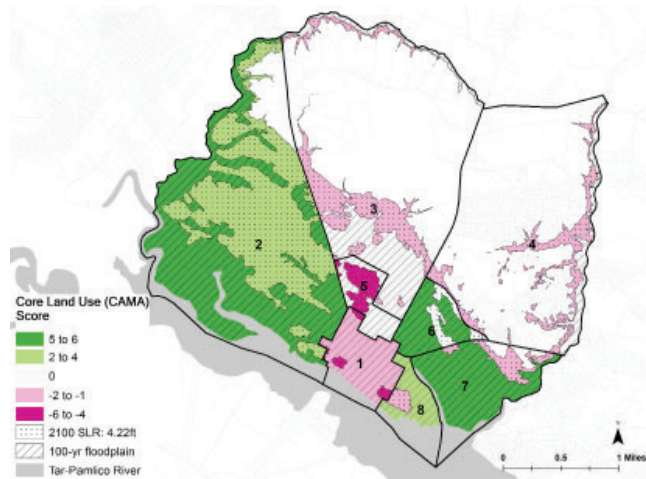 3
4
2
5
6
1
7
8
Core Land Use (CAMA)
Score
5 to 6
2 to 4
0
-2 to -1
-6 to -4
2100 SLR: 4.22ft
100-yr floodplain
Tar-Pamlico River
0 0.5 1 Miles